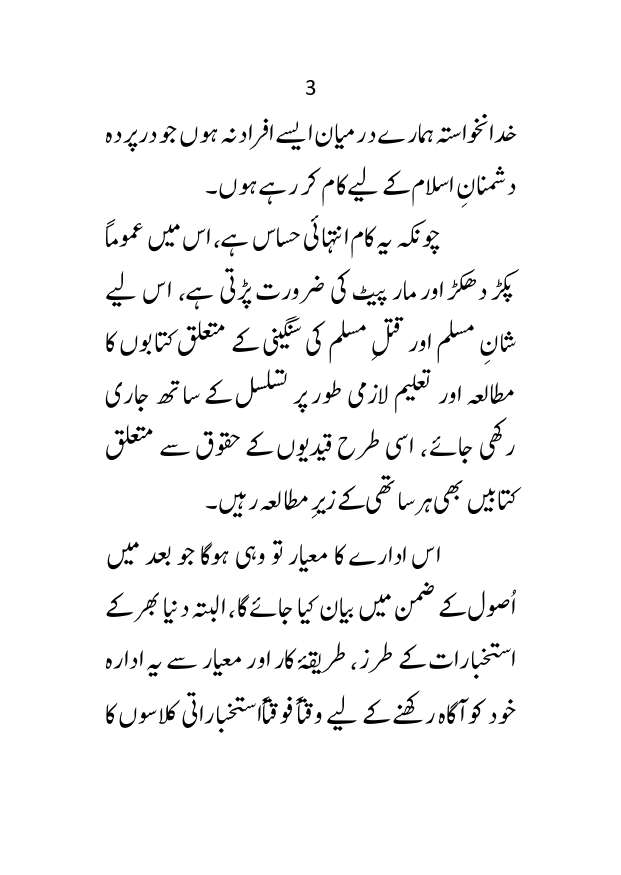 3
خدانخواستہ ہمارے درمیان ایسے افراد نہ ہوں جو درپردہ
دشمنانِ اسلام کے لیے کام کر رہے ہوں۔
چونکہ یہ کام انتہائی حساس ہے، اس میں عموماً
پکڑ دھکڑ اور مار پیٹ کی ضرورت پڑتی ہے، اس لیے
شانِ مسلم اور قتلِ مسلم کی سنگینی کے متعلق کتابوں کا
مطالعہ اور تعلیم لازمی طور پر تسلسل کے ساتھ جاری
رکھی جائے، اسی طرح قیدیوں کے حقوق سے متعلق
کتابیں بھی ہر ساتھی کے زیرِ مطالعہ رہیں۔
اس ادارے کا معیار تو وہی ہوگا جو بعد میں
اُصول کے ضمن میں بیان کیا جائے گا، البتہ دنیا بھر کے
استخبارات کے طرز، طریقۂ کار اور معیار سے یہ ادارہ
خود کو آگاہ رکھنے کے لیے وقتاً فوقتاً استخباراتی کلاسوں کا